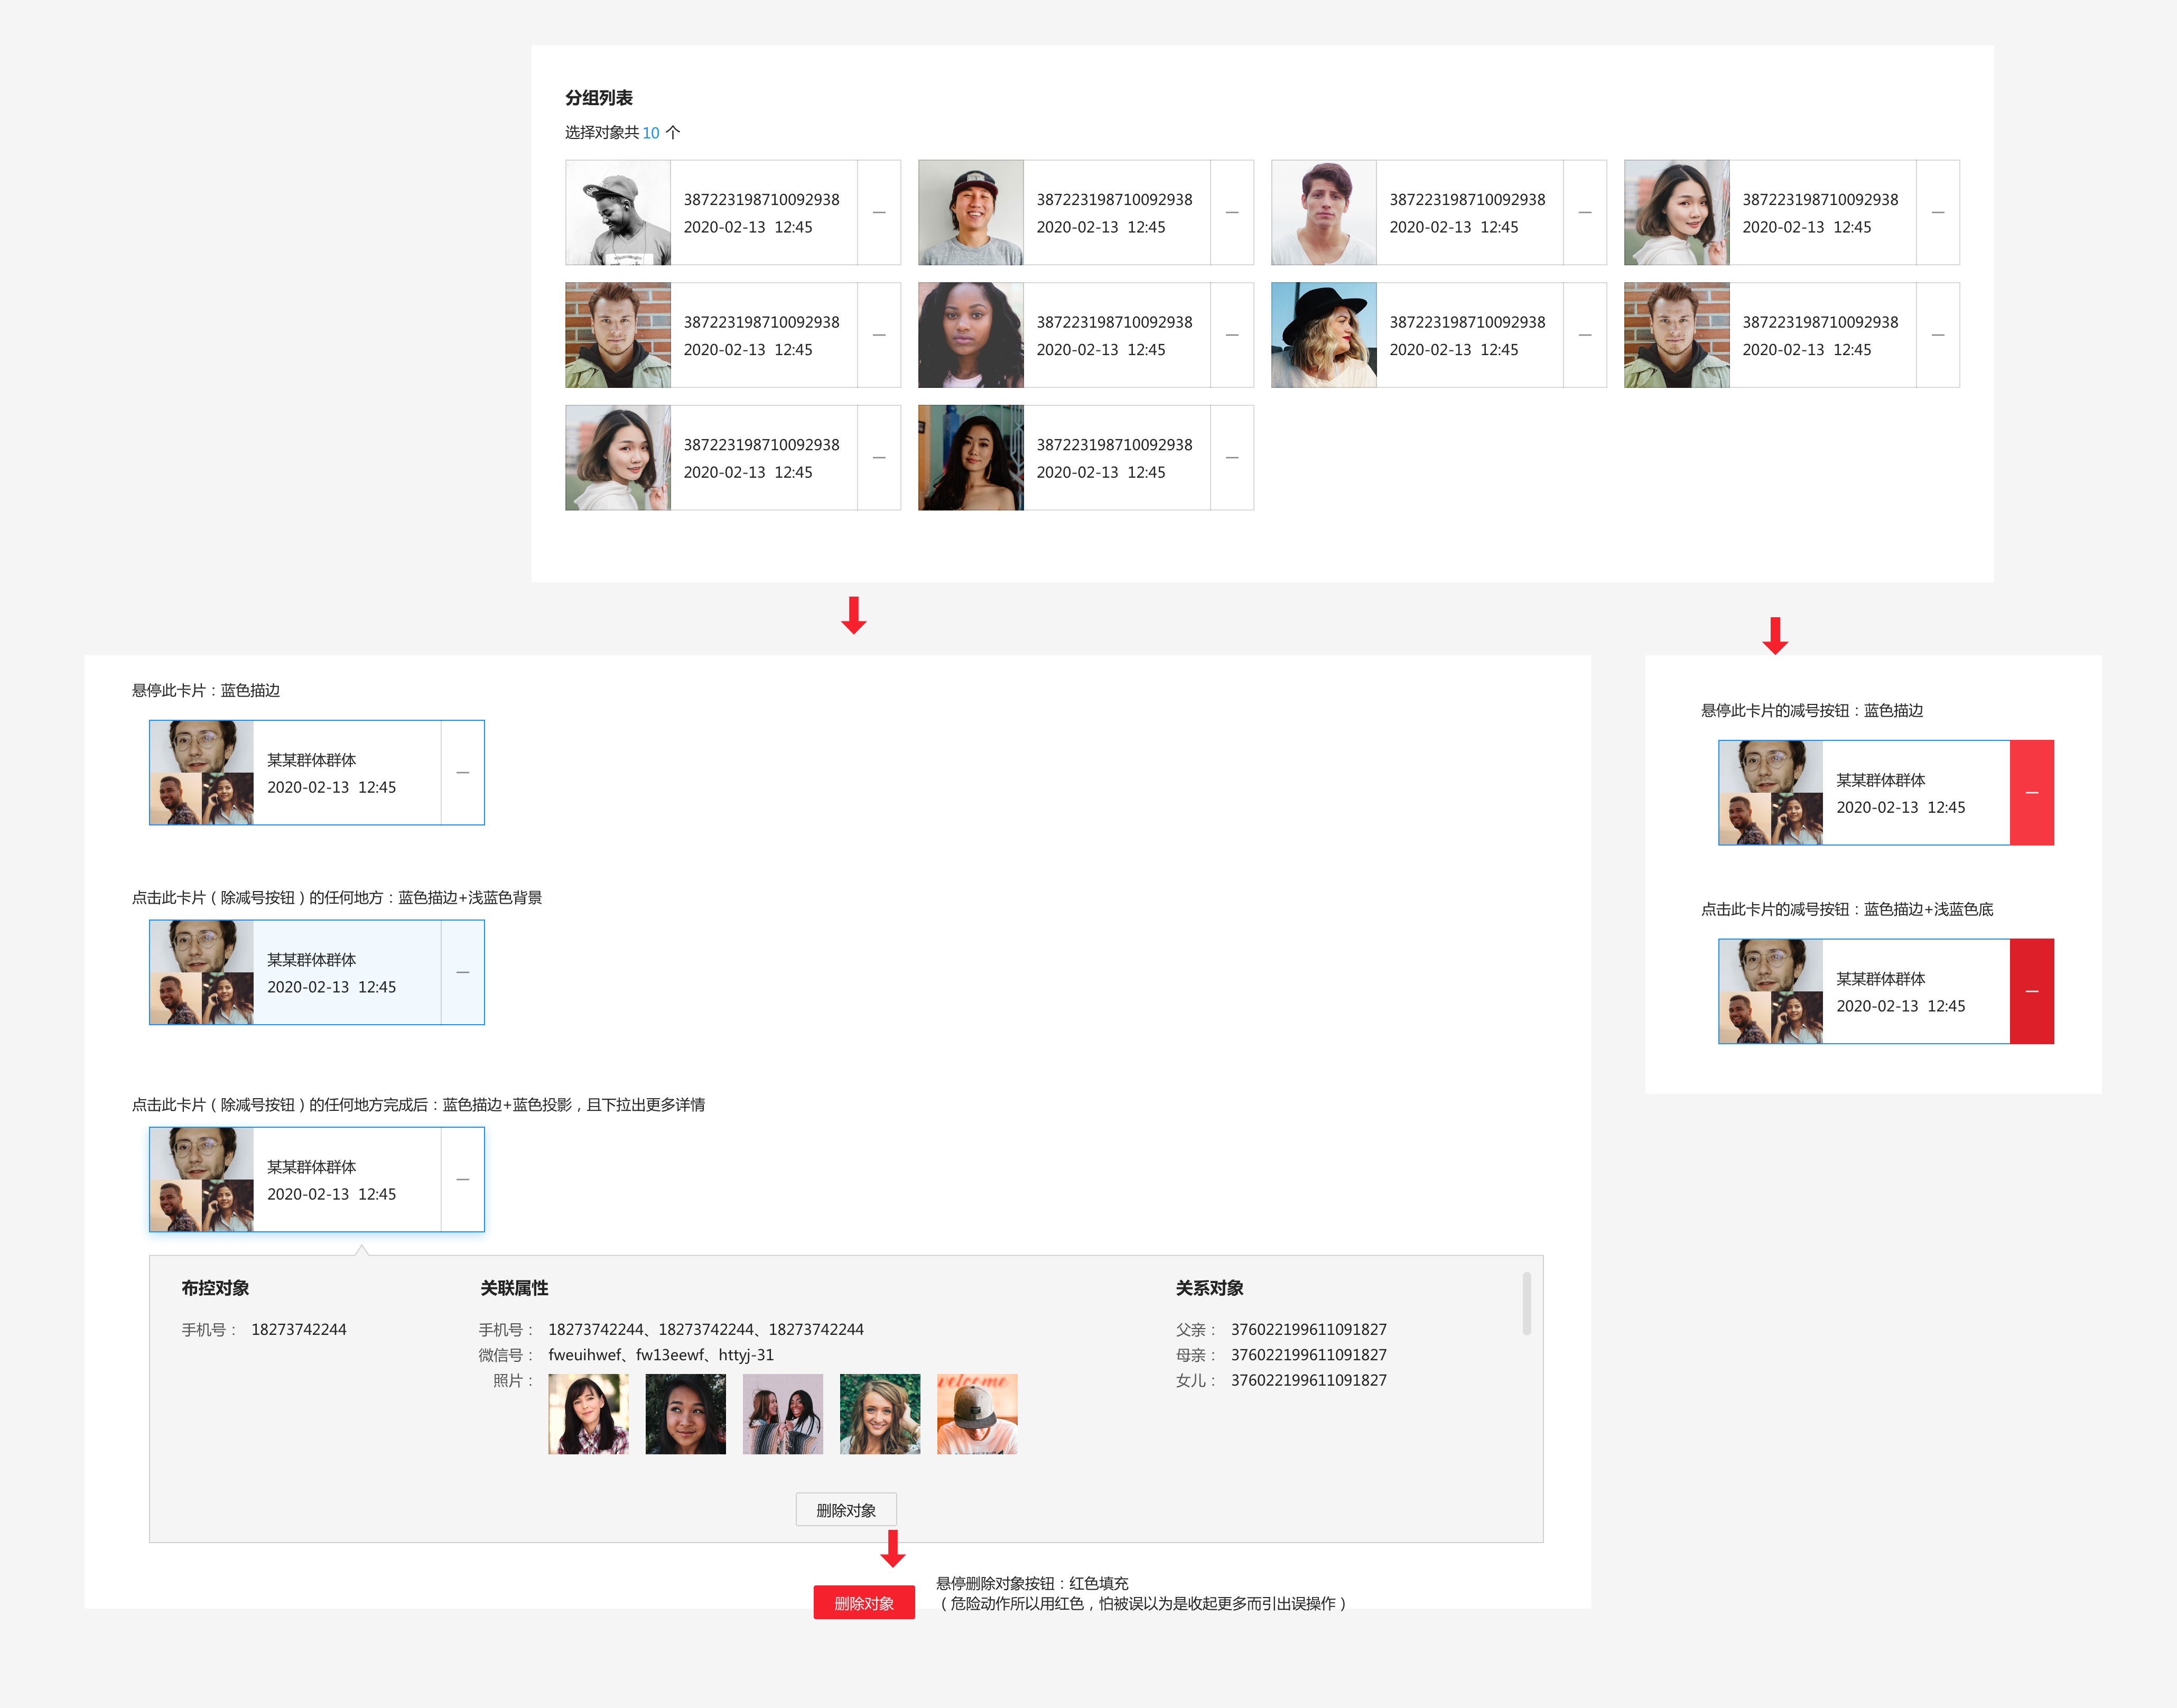 分组列表
选择对象共 10 个
387223198710092938
2020-02-13 12:45
387223198710092938
2020-02-13 12:45
387223198710092938
2020-02-13 12:45
387223198710092938
2020-02-13 12:45
387223198710092938
2020-02-13 12:45
387223198710092938
2020-02-13 12:45
387223198710092938
2020-02-13 12:45
387223198710092938
2020-02-13 12:45
387223198710092938
2020-02-13 12:45
387223198710092938
2020-02-13 12:45
悬停此卡片：蓝色描边
某某群体群体
2020-02-13 12:45
点击此卡片（除减号按钮）的任何地方：蓝色描边+浅蓝色背景
某某群体群体
2020-02-13 12:45
点击此卡片（除减号按钮）的任何地方完成后：蓝色描边+蓝色投影，且下拉出更多详情
某某群体群体
2020-02-13 12:45
布控对象
手机号： 18273742244
关联属性
手机号： 18273742244、18273742244、18273742244
微信号： fweuihwef、fw13eewf、httyj-31
照片：
welcome
关系对象
父亲： 376022199611091827
母亲： 376022199611091827
女儿： 376022199611091827
删除对象
删除对象
悬停删除对象按钮：红色填充
（危险动作所以用红色，怕被误以为是收起更多而引出误操作）
悬停此卡片的减号按钮：蓝色描边
某某群体群体
2020-02-13 12:45
点击此卡片的减号按钮：蓝色描边+浅蓝色底
某某群体群体
2020-02-13 12:45